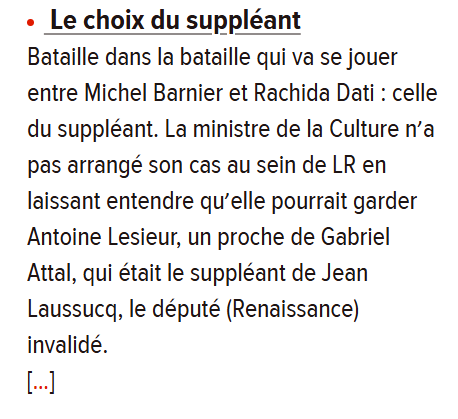 • Le choix du suppléant
Bataille dans la bataille qui va se jouer
entre Michel Barnier et Rachida Dati : celle
du suppléant. La ministre de la Culture n’a
pas arrangé son cas au sein de LR en
laissant entendre qu’elle pourrait garder
Antoine Lesieur, un proche de Gabriel
Attal, qui était le suppléant de Jean
Laussucq, le député (Renaissance)
invalidé.
[...]